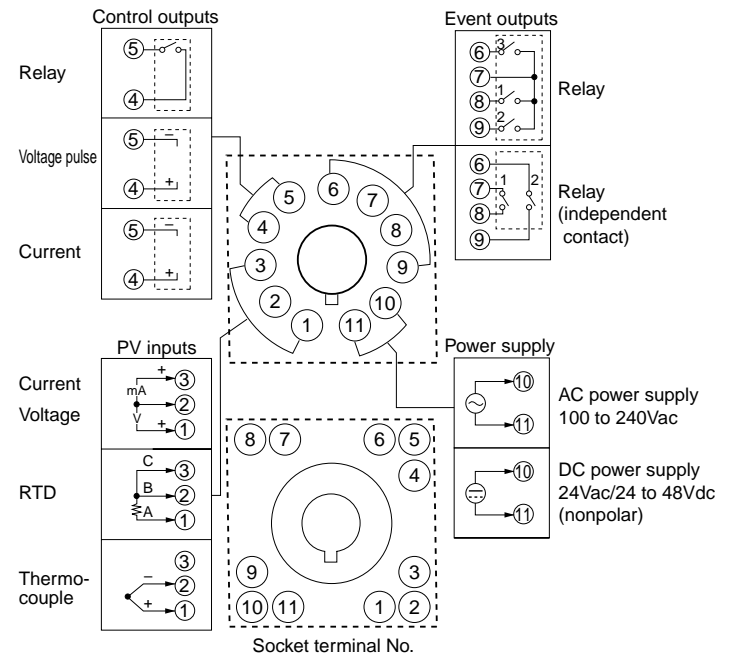 Control outputs
Relay
5
4
Voltage pulse
5 −
4 +
Current
5 −
4 +
Event outputs
6 3
7
8 1
9 2
Relay
6
7 1 2
8
9
Relay
(independent
contact)
5 6 7
4 8
3 9
2 10
1 11
PV inputs
Current
Voltage
+ 3
mA
2
V
+ 1
RTD
C 3
B 2
A 1
Thermo-
couple
3
− 2
+ 1
Power supply
10
11
AC power supply
100 to 240Vac
10
11
DC power supply
24Vac/24 to 48Vdc
(nonpolar)
8 7 6 5
4
9 3
10 11 1 2
Socket terminal No.